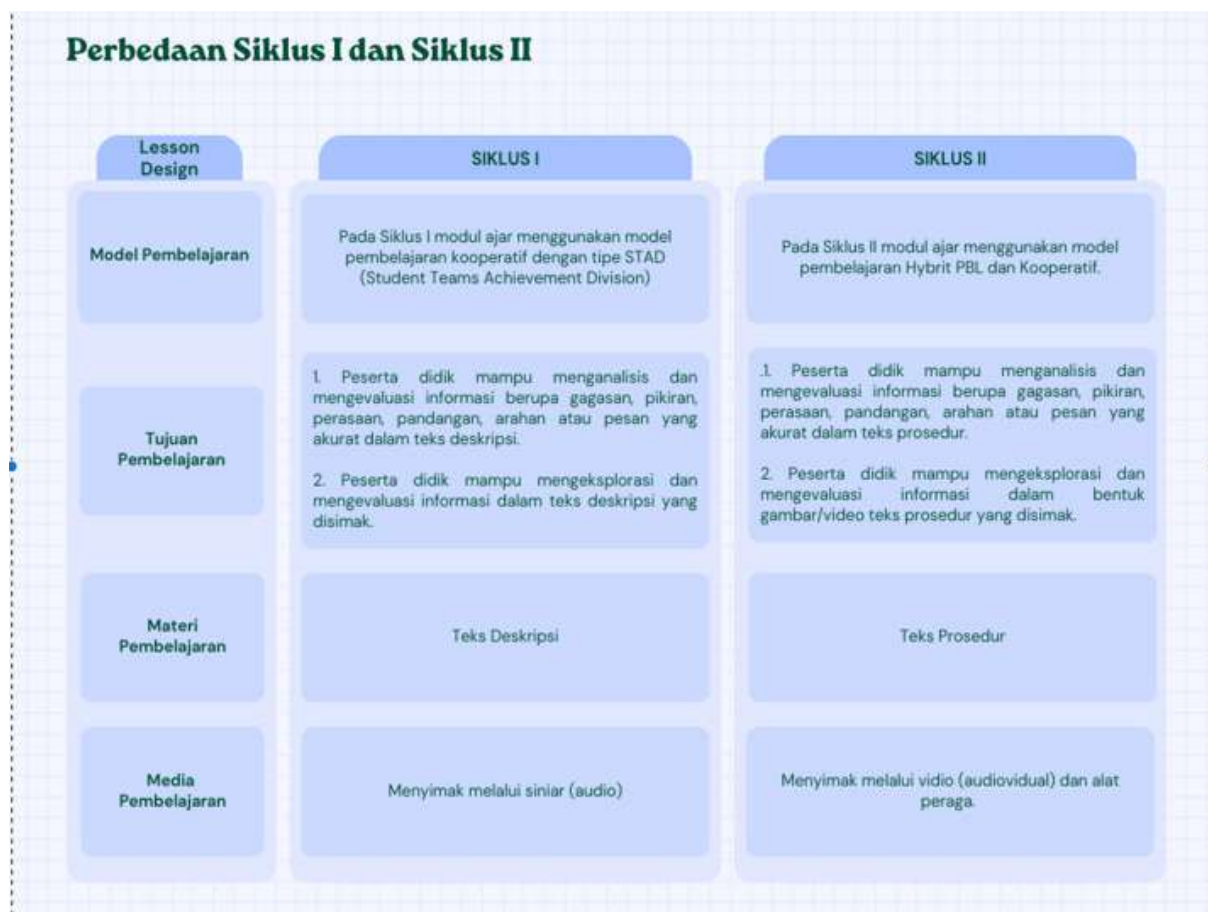 Perbedaan Siklus I dan Siklus II
Lesson
Design
SIKLUS I
SIKLUS II
Model Pembelajaran
Pada Siklus I modul ajar menggunakan model
pembelajaran kooperatif dengan tipe STAD
(Student Teams Achievement Division)
Pada Siklus II modul ajar menggunakan model
pembelajaran Hybrit PBL dan Kooperatif.
Tujuan
Pembelajaran
1. Peserta didik mampu menganalisis dan
mengevaluasi informasi berupa gagasan, pikiran,
perasaan, pandangan, arahan atau pesan yang
akurat dalam teks deskripsi.
2. Peserta didik mampu mengeksplorasi dan
mengevaluasi informasi dalam teks deskripsi yang
disimak.
.1. Peserta didik mampu menganalisis dan
mengevaluasi informasi berupa gagasan, pikiran,
perasaan, pandangan, arahan atau pesan yang
akurat dalam teks prosedur.
2. Peserta didik mampu mengeksplorasi dan
mengevaluasi informasi dalam bentuk
gambar/video teks prosedur yang disimak.
Materi
Pembelajaran
Teks Deskripsi
Teks Prosedur
Media
Pembelajaran
Menyimak melalui siniar (audio)
Menyimak melalui vidio (audiovidual) dan alat
peraga.